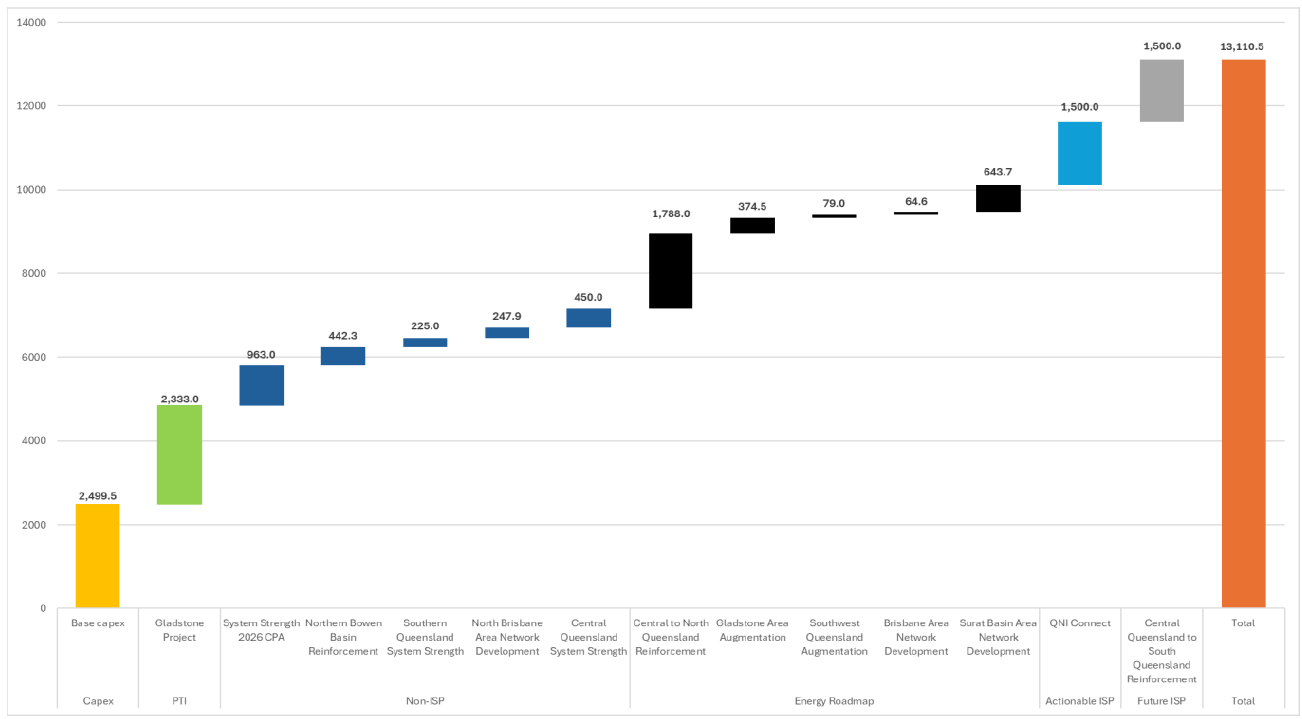 14000
12000
10000
8000
6000
4000
2000
0
2,499.5
2,333.0
963.0
442.3
225.0
247.9
450.0
1,788.0
374.5
79.0
64.6
643.7
1,500.0
1,500.0
13,110.5
Base capex
Gladstone
Project
System Strength
2026 CPA
Northern Bowen
Basin
Reinforcement
Southern
Queensland
System Strength
North Brisbane
Area Network
Development
Central
Queensland
System Strength
Central to North
Queensland
Reinforcement
Gladstone Area
Augmentation
Southwest
Queensland
Augmentation
Brisbane Area
Network
Development
Surat Basin Area
Network
Development
QNI Connect
Central
Queensland to
South
Queensland
Reinforcement
Total
Capex
PTI
Non-ISP
Energy Roadmap
Actionable ISP
Future ISP
Total